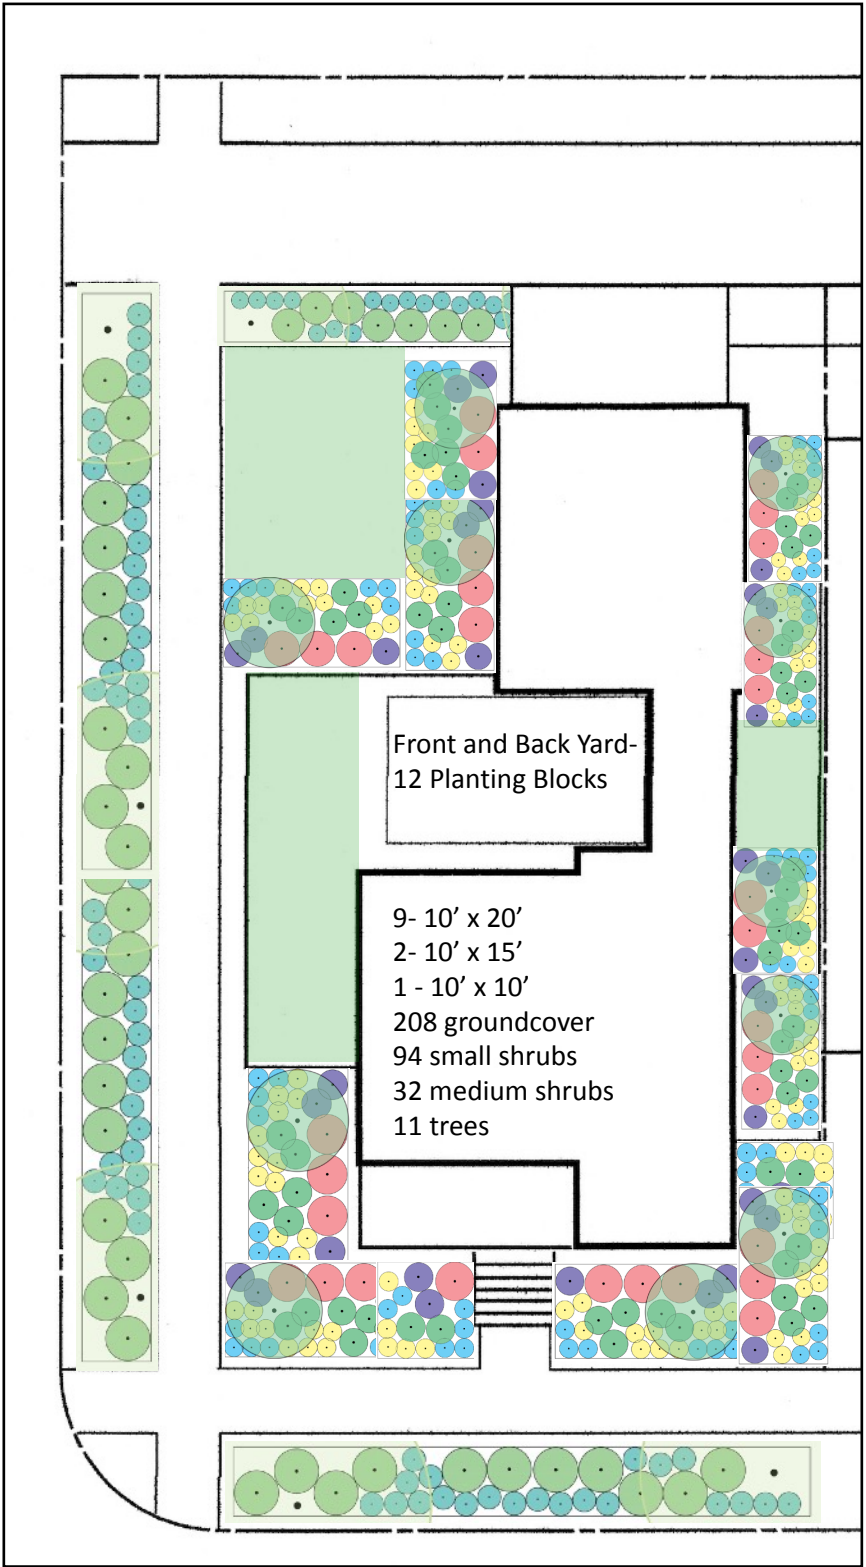 Front and Back Yard-
12 Planting Blocks
9- 10’ x 20’
2- 10’ x 15’
1 - 10’ x 10’
208 groundcover
94 small shrubs
32 medium shrubs
11 trees